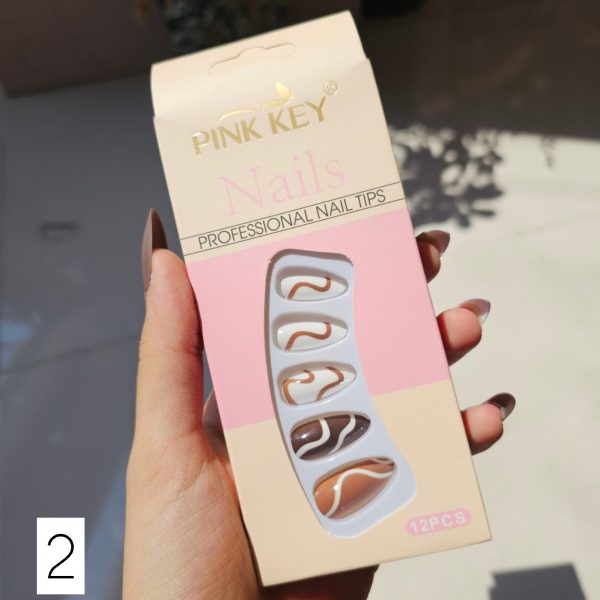 PINK KEY®
Nails
PROFESSIONAL NAIL TIPS
12PCS
2